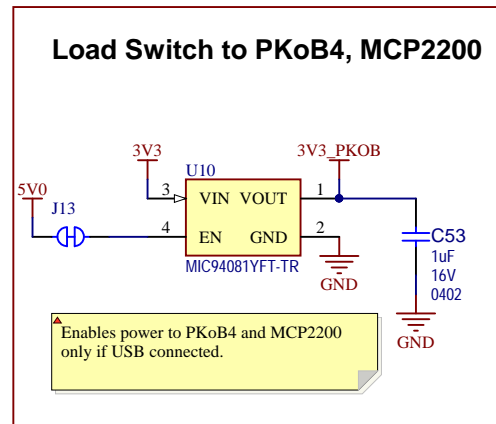 Load Switch to PKoB4, MCP2200
3V3
3V3_PKOB
U10
5V0
J13
3
VIN
VOUT
1
4
EN
GND
2
MIC94081YFT-TR
GND
C53
1uF
16V
0402
GND
Enables power to PKoB4 and MCP2200
only if USB connected.